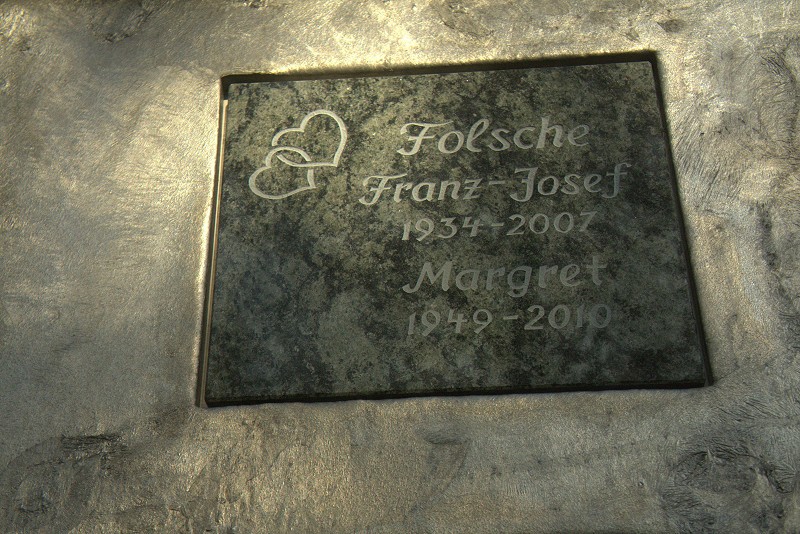 Folsche
Franz-Josef
1934-2007
Margret
1949-2010